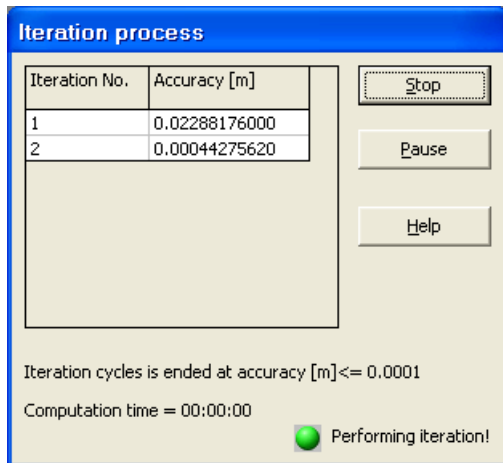 Iteration process
Iteration No. Accuracy [m]
1 0.02288176000
2 0.00044275620
Stop
Pause
Help
Iteration cycles is ended at accuracy [m]<= 0.0001
Computation time = 00:00:00
Performing iteration!